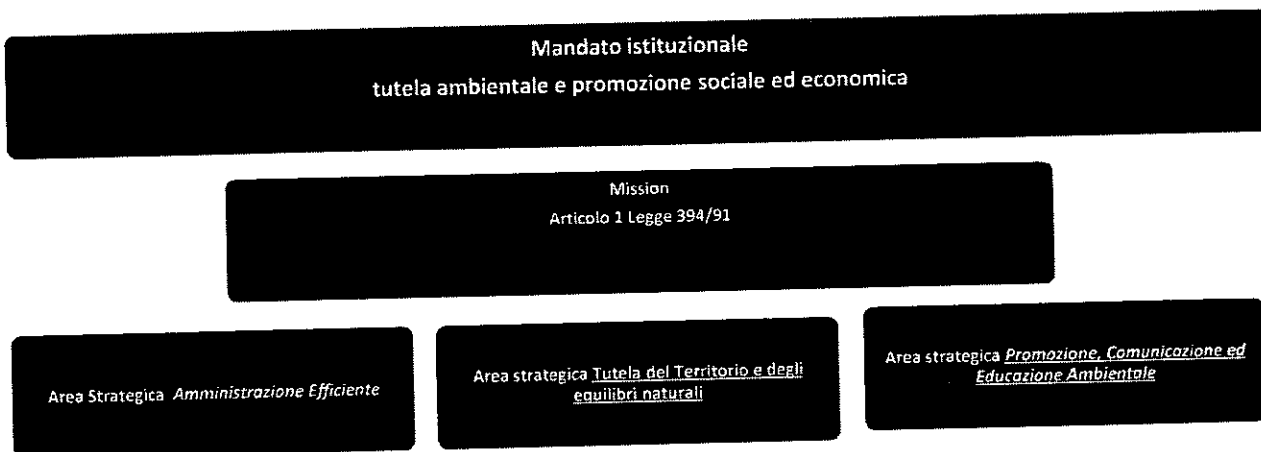 Mandato istituzionale
tutela ambientale e promozione sociale ed economica
Mission
Articolo 1 Legge 394/91
Area Strategica Amministrazione Efficiente
Area strategica Tutela del Territorio e degli
equilibri naturali
Area strategica Promozione, Comunicazione ed
Educazione Ambientale